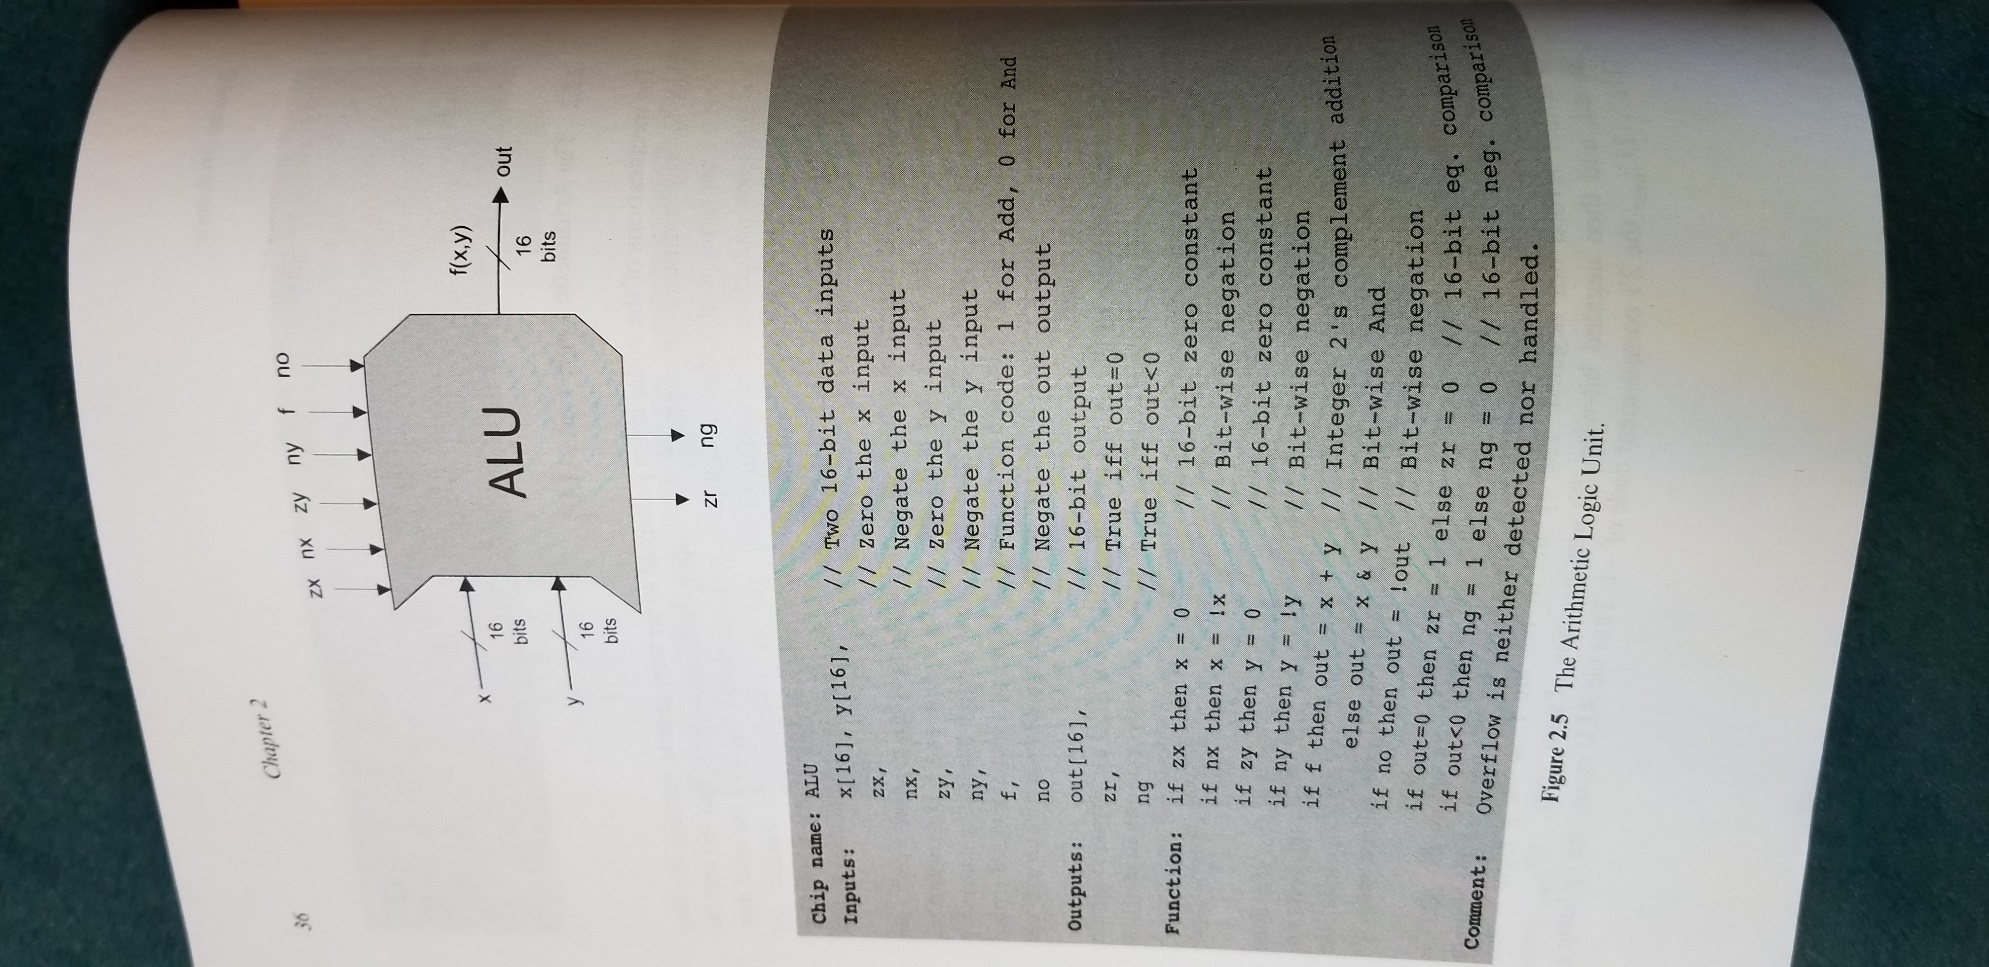 36 Chapter 2
zx nx zy ny f no
x
16
bits
y
16
bits
ALU
f(x,y)
out
16
bits
zr ng
Chip name: ALU
Inputs: x[16], y[16], // Two 16-bit data inputs
zx, // Zero the x input
nx, // Negate the x input
zy, // Zero the y input
ny, // Negate the y input
f, // Function code: 1 for Add, 0 for And
no // Negate the out output
Outputs: out[16], // 16-bit output
zr, // True iff out=0
ng // True iff out<0
Function: if zx then x = 0 // 16-bit zero constant
if nx then x = !x // Bit-wise negation
if zy then y = 0 // 16-bit zero constant
if ny then y = !y // Bit-wise negation
if f then out = x + y // Integer 2's complement addition
else out = x & y // Bit-wise And
if no then out = !out // Bit-wise negation
if out=0 then zr = 1 else zr = 0 // 16-bit eq. comparison
if out<0 then ng = 1 else ng = 0 // 16-bit neg. comparison
Comment: Overflow is neither detected nor handled.
Figure 2.5 The Arithmetic Logic Unit.